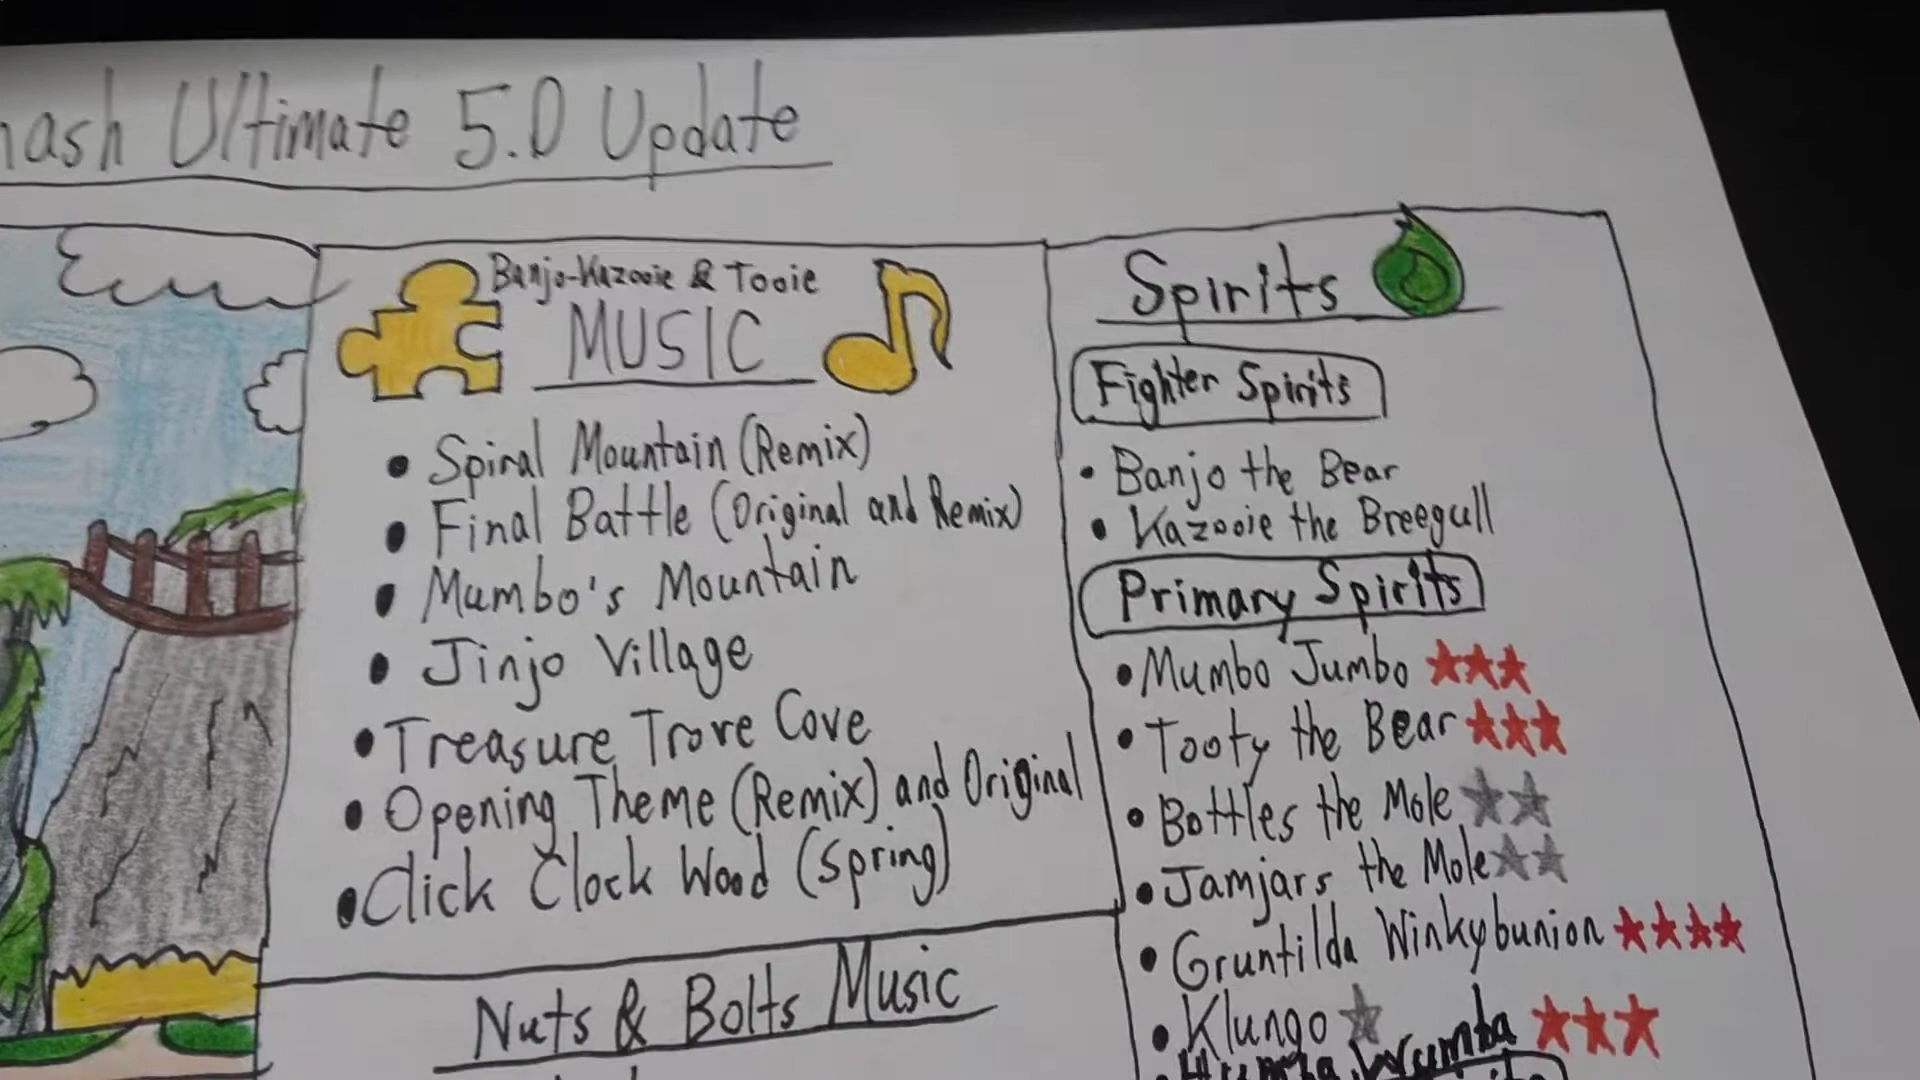 Ultimate 5.0 Update
Banjo-Kazooie & Tooie
MUSIC
• Spiral Mountain (Remix)
• Final Battle (Original and Remix)
• Mumbo's Mountain
• Jinjo Village
• Treasure Trove Cove
• Opening Theme (Remix) and Original
• Click Clock Wood (Spring)
Nuts & Bolts Music
Spirits
Fighter Spirits
• Banjo the Bear
• Kazooie the Breegull
Primary Spirits
• Mumbo Jumbo
• Tooty the Bear
• Bottles the Mole
• Jamjars the Mole
• Gruntilda Winkybunion
• Klungo
• Humba Wumba